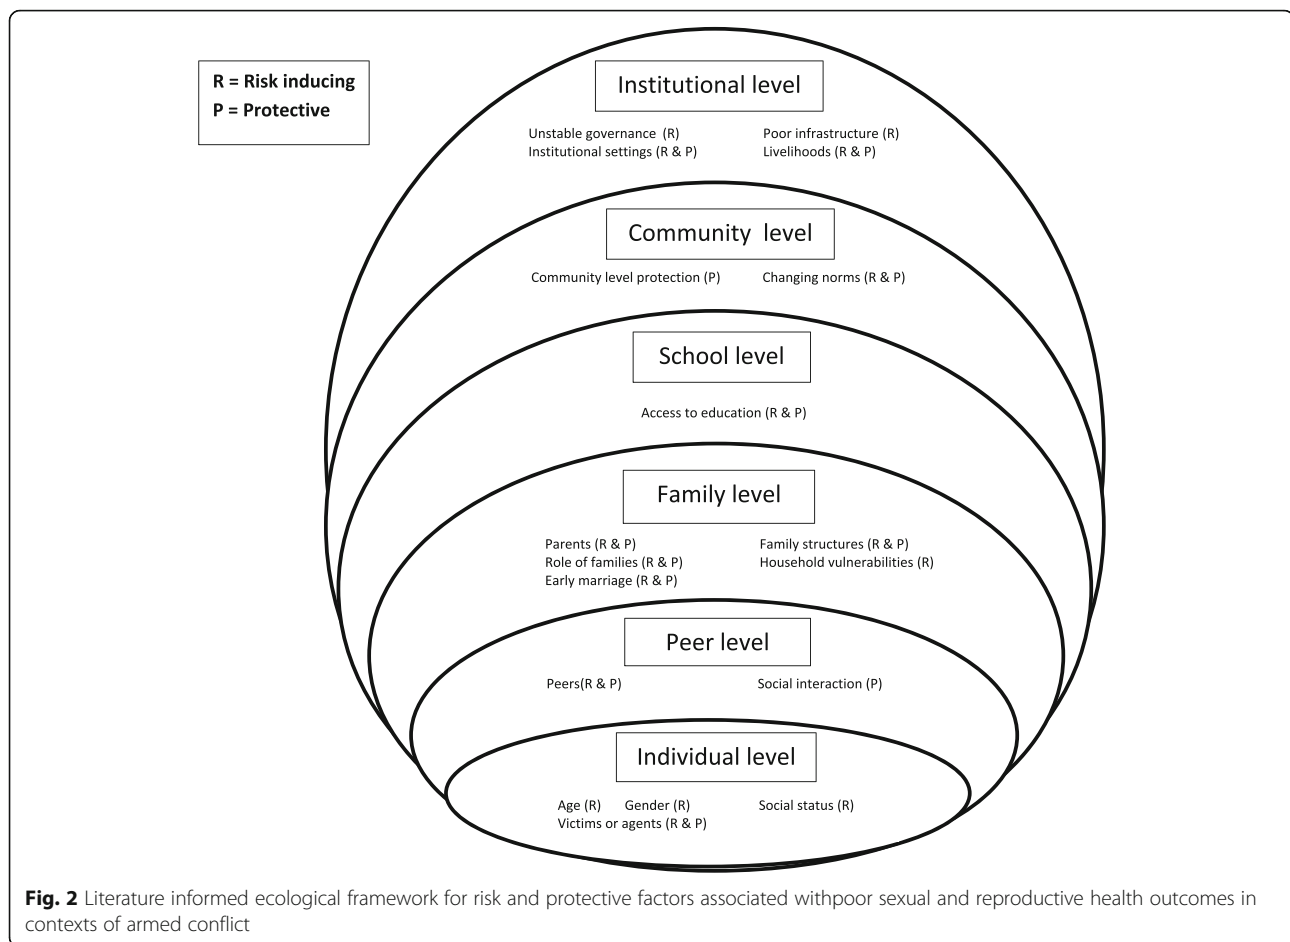 R = Risk inducing
P = Protective
Institutional level
Unstable governance (R) Poor infrastructure (R)
Institutional settings (R & P) Livelihoods (R & P)
Community level
Community level protection (P) Changing norms (R & P)
School level
Access to education (R & P)
Family level
Parents (R & P) Family structures (R & P)
Role of families (R & P) Household vulnerabilities (R)
Early marriage (R & P)
Peer level
Peers(R & P) Social interaction (P)
Individual level
Age (R) Gender (R) Social status (R)
Victims or agents (R & P)
Fig. 2 Literature informed ecological framework for risk and protective factors associated withpoor sexual and reproductive health outcomes in
contexts of armed conflict